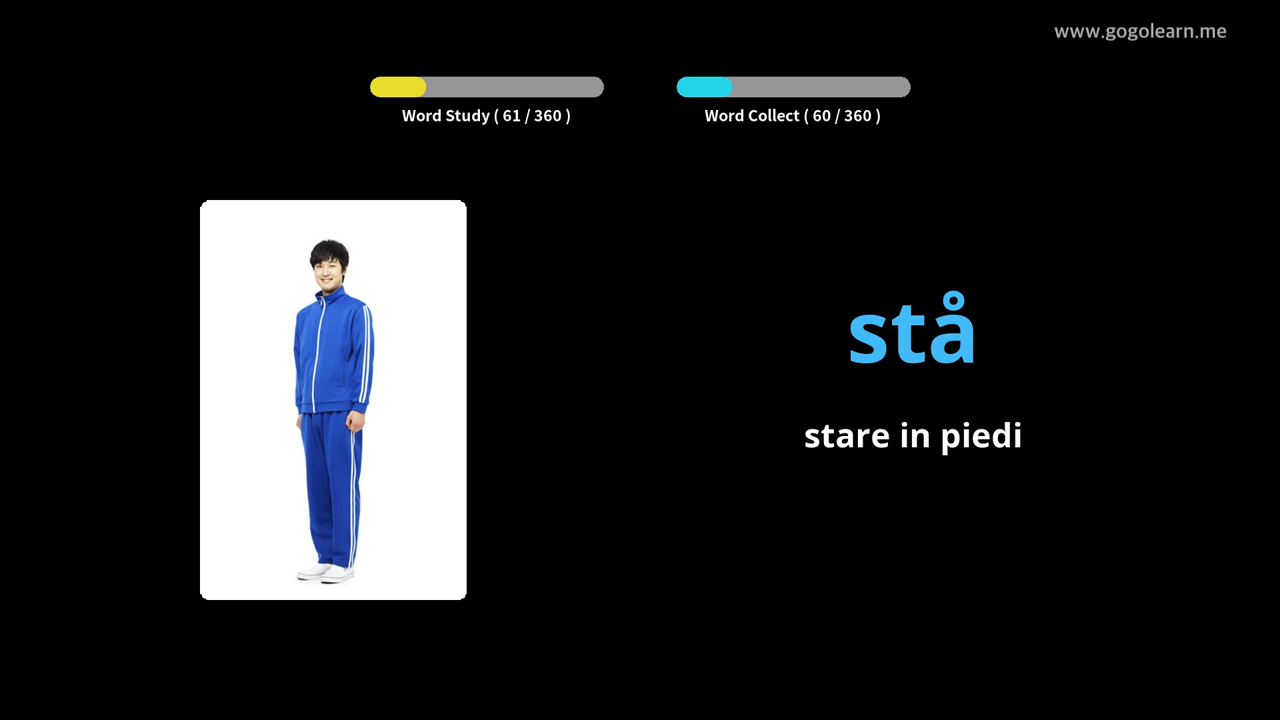 www.gogolearn.me
Word Study ( 61 / 360 )
Word Collect ( 60 / 360 )
stå
stare in piedi